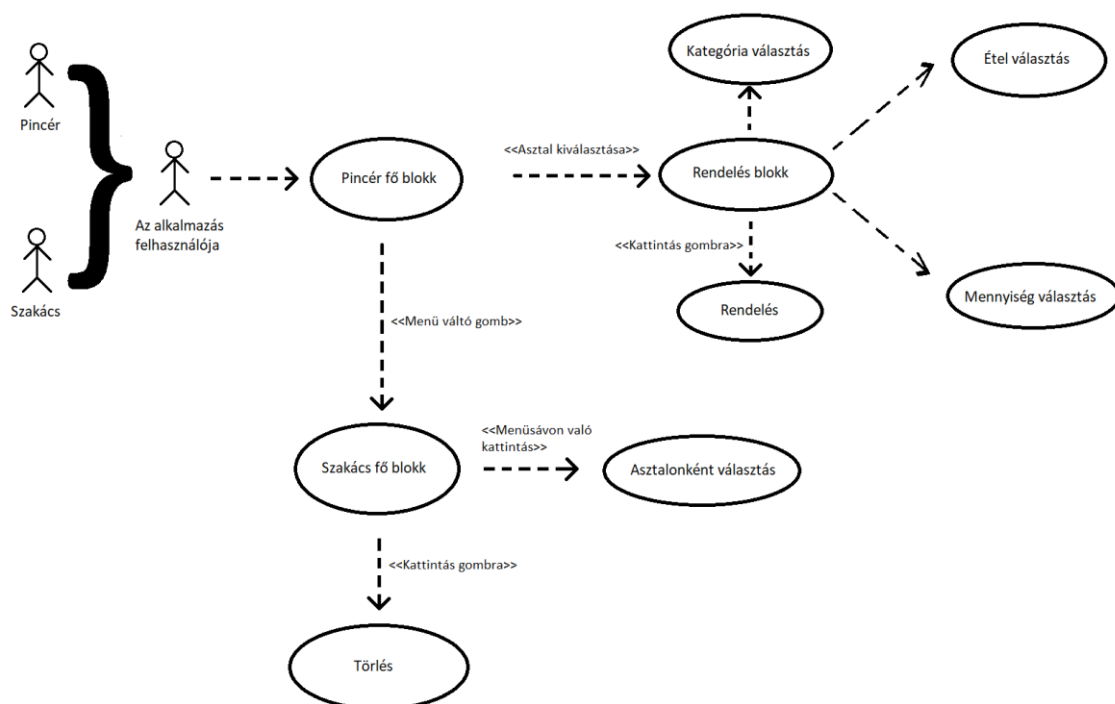 Pincér
Szakács
Az alkalmazás
felhasználója
Pincér fő blokk
<<Asztal kiválasztása>>
Rendelés blokk
Kategória választás
Étel választás
Mennyiség választás
<<Kattintás gombra>>
Rendelés
<<Menü váltó gomb>>
Szakács fő blokk
<<Menüsávon való
kattintás>>
Asztalonként választás
<<Kattintás gombra>>
Törlés